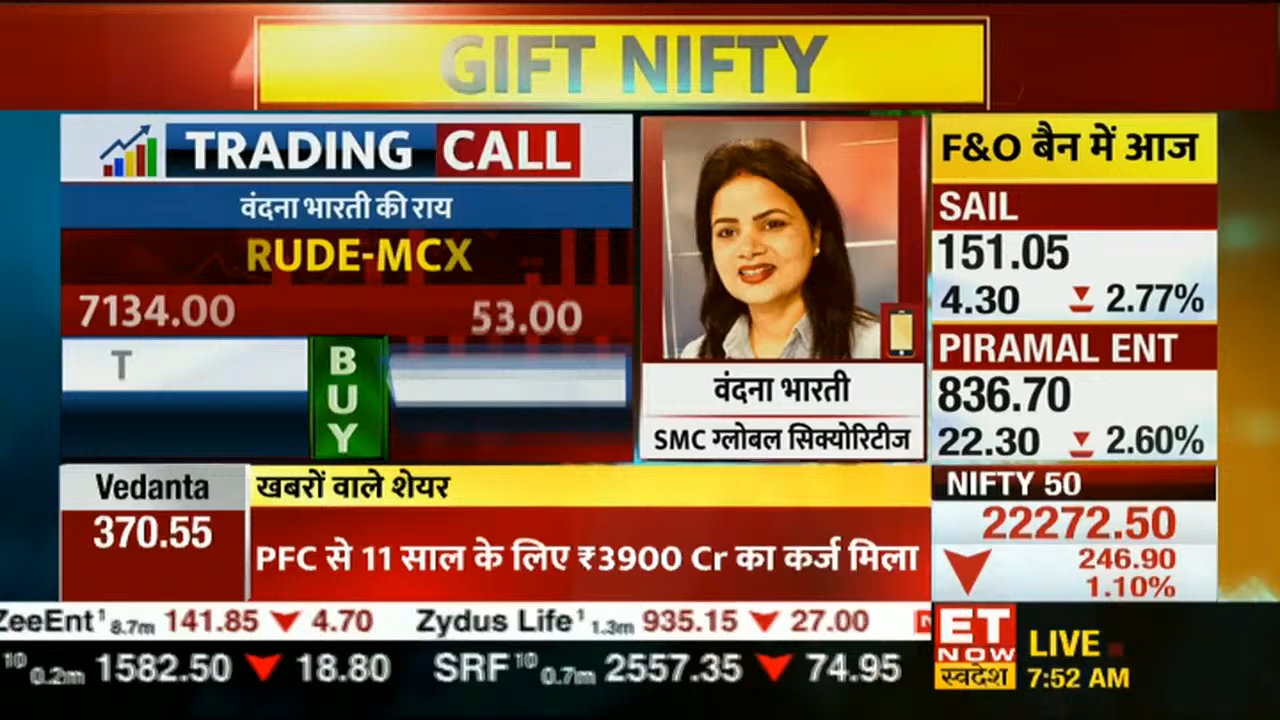 GIFT NIFTY
TRADING CALL
वंदना भारती की राय
RUDE-MCX
7134.00 53.00
T
BUY
वंदना भारती
SMC ग्लोबल सिक्योरिटीज
F&O बैन में आज
SAIL
151.05
4.30 2.77%
PIRAMAL ENT
836.70
22.30 2.60%
NIFTY 50
22272.50
246.90
1.10%
Vedanta
370.55
खबरों वाले शेयर
PFC से 11 साल के लिए ₹3900 Cr का कर्ज मिला
ZeeEnt¹ 8.7m 141.85 ▼ 4.70 Zydus Life¹ 1.3m 935.15 ▼ 27.00
10 0.2m 1582.50 ▼ 18.80 SRF¹⁰ 0.7m 2557.35 ▼ 74.95
ET
NOW
स्वदेश
LIVE
7:52 AM